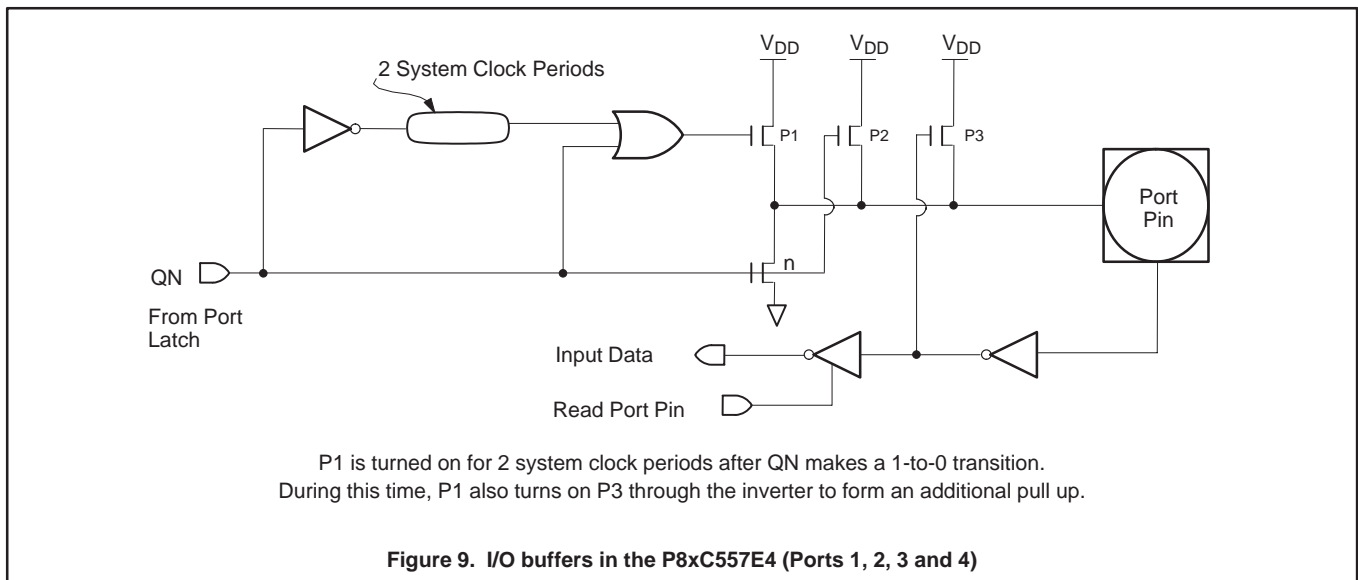 VDD
VDD
VDD
2 System Clock Periods
P1
P2
P3
Port
Pin
n
QN
From Port
Latch
Input Data
Read Port Pin
P1 is turned on for 2 system clock periods after QN makes a 1-to-0 transition.
During this time, P1 also turns on P3 through the inverter to form an additional pull up.
Figure 9. I/O buffers in the P8xC557E4 (Ports 1, 2, 3 and 4)